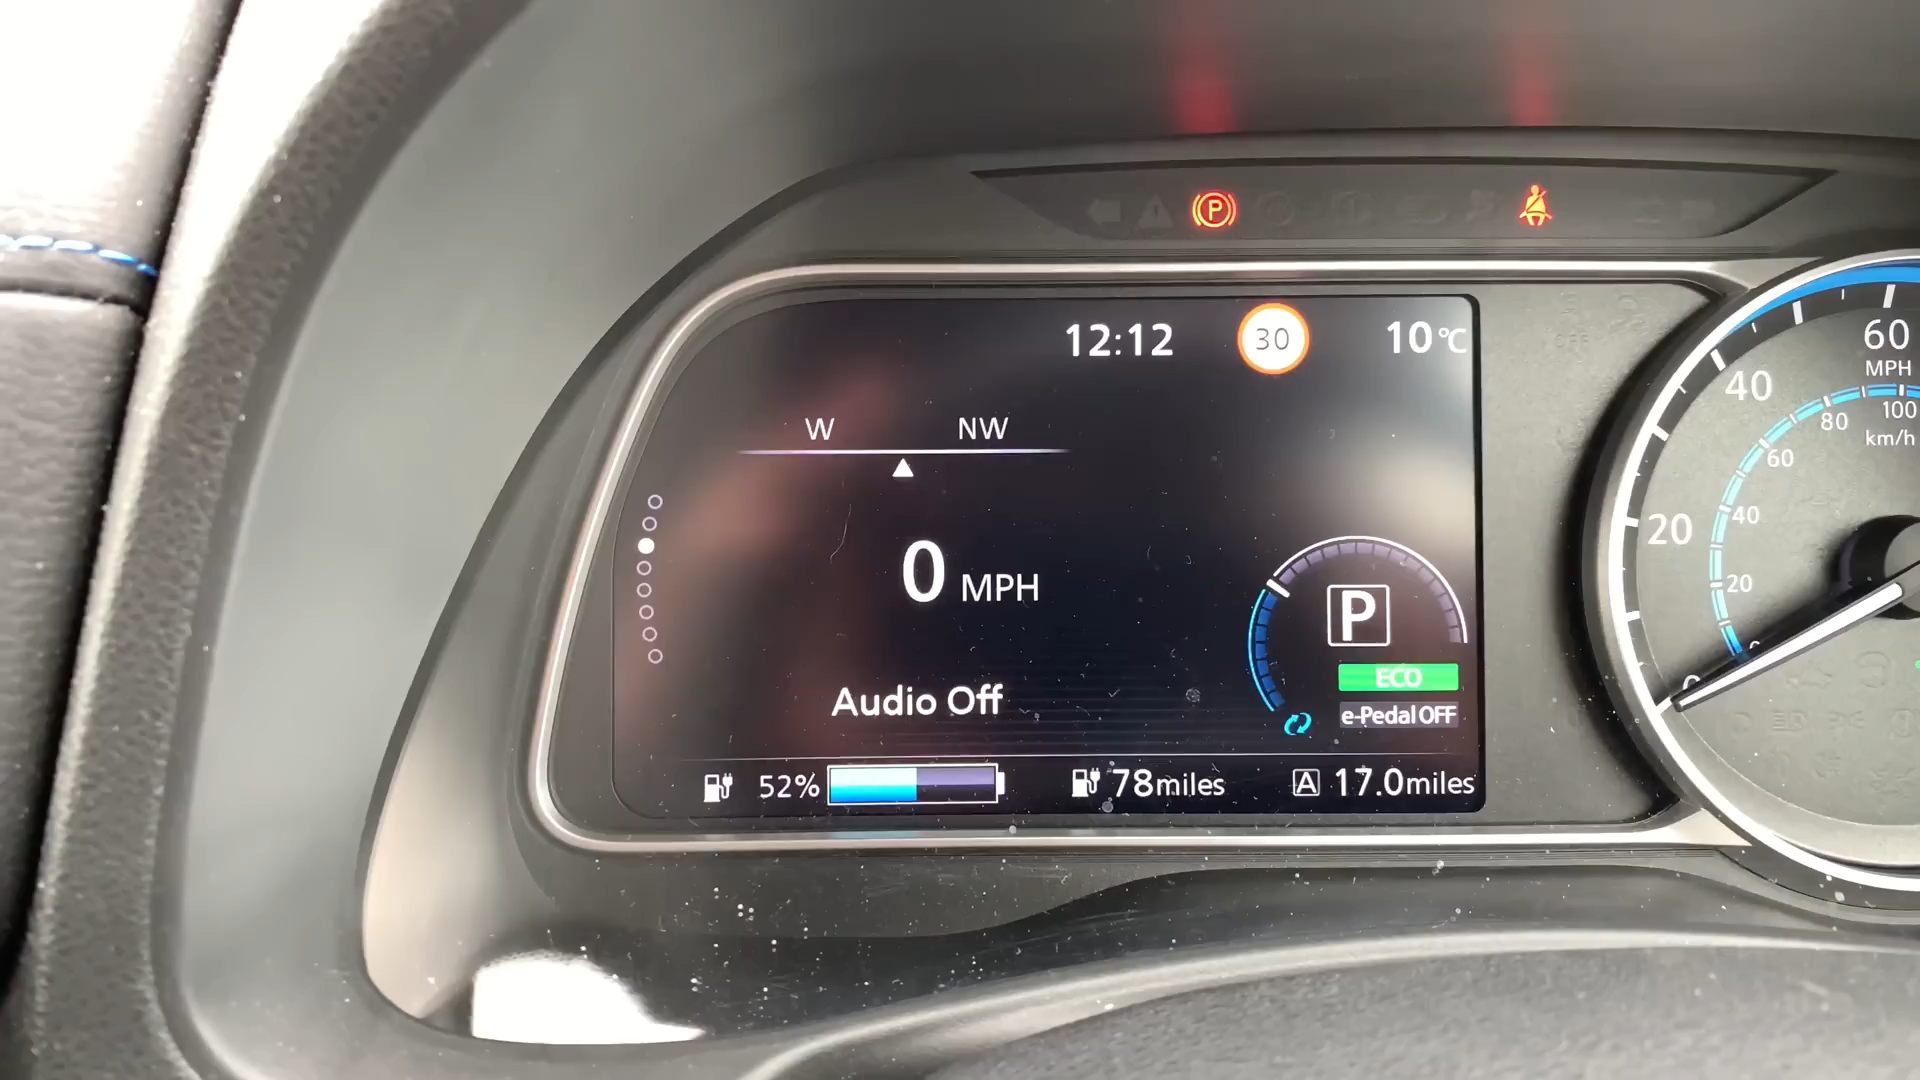 12:12 30 10°C
W NW
0 MPH
P
ECO
Audio Off
e-Pedal OFF
52% 78miles A 17.0miles
P
60
MPH
40
100
80
km/h
60
20
40
20
0